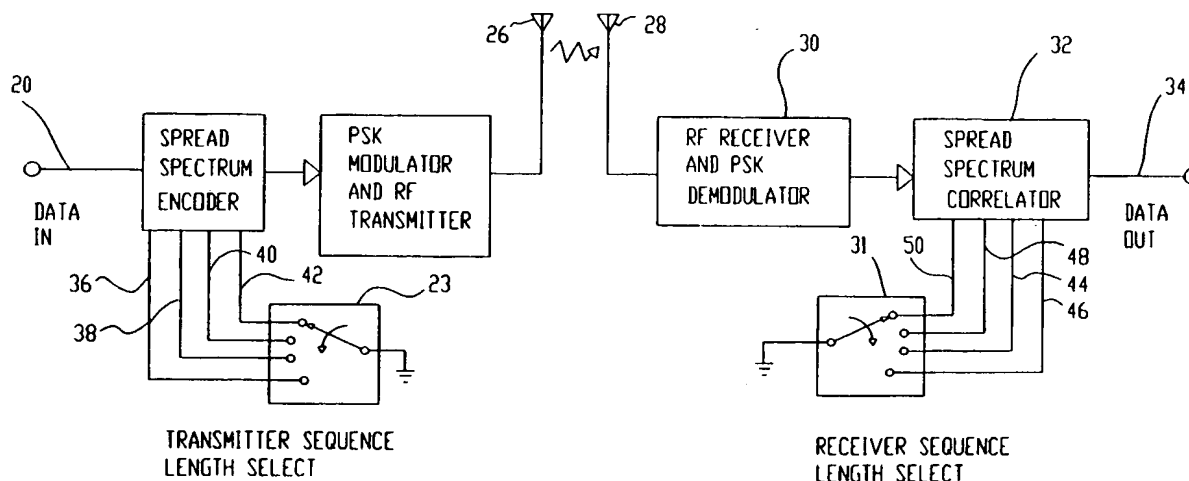 26
28
30
32
20
34
SPREAD
SPECTRUM
ENCODER
PSK
MODULATOR
AND RF
TRANSMITTER
RF RECEIVER
AND PSK
DEMODULATOR
SPREAD
SPECTRUM
CORRELATOR
DATA
IN
DATA
OUT
36
38
40
42
23
31
50
48
44
46
TRANSMITTER SEQUENCE
LENGTH SELECT
RECEIVER SEQUENCE
LENGTH SELECT